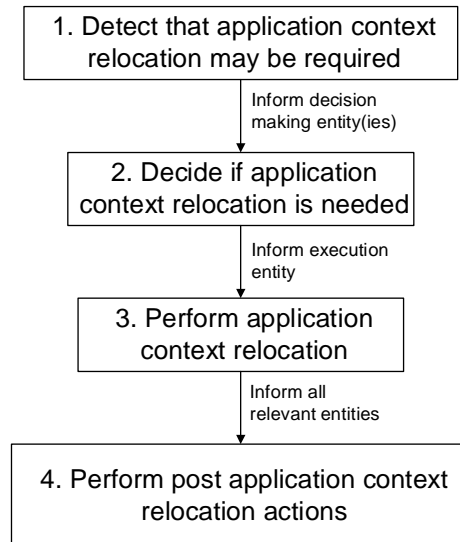 1. Detect that application context
relocation may be required
Inform decision
making entity(ies)
2. Decide if application
context relocation is needed
Inform execution
entity
3. Perform application
context relocation
Inform all
relevant entities
4. Perform post application context
relocation actions